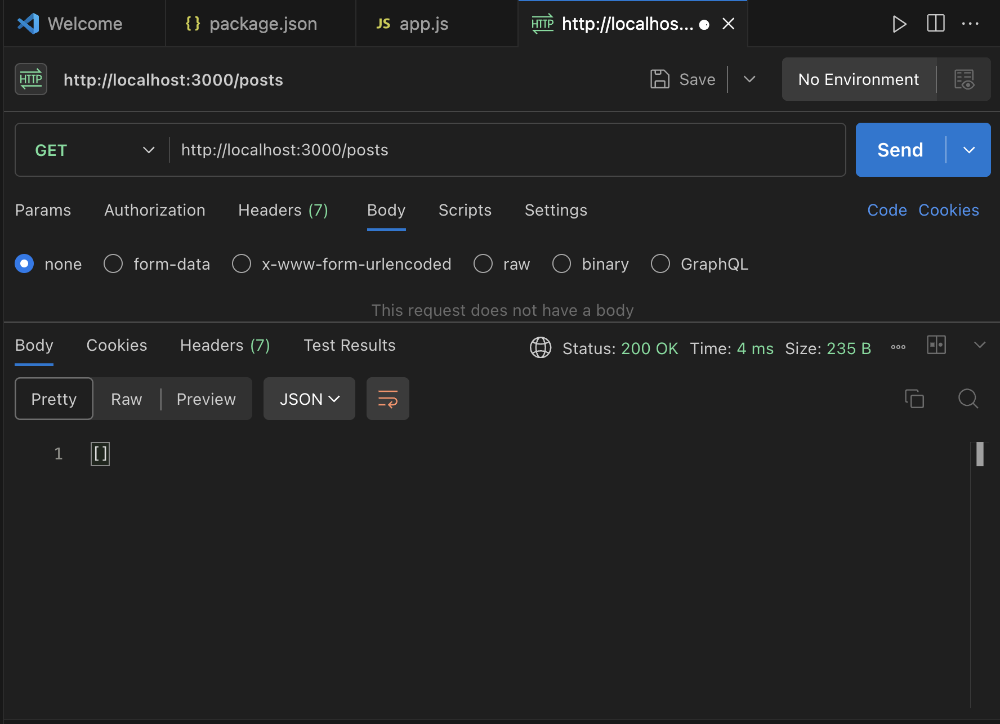 Welcome
{} package.json
JS app.js
HTTP http://localhos...
HTTP http://localhost:3000/posts
Save
No Environment
GET
http://localhost:3000/posts
Send
Params
Authorization
Headers (7)
Body
Scripts
Settings
Code
Cookies
none
form-data
x-www-form-urlencoded
raw
binary
GraphQL
This request does not have a body
Body
Cookies
Headers (7)
Test Results
Status: 200 OK
Time: 4 ms
Size: 235 B
Pretty
Raw
Preview
JSON
1 []